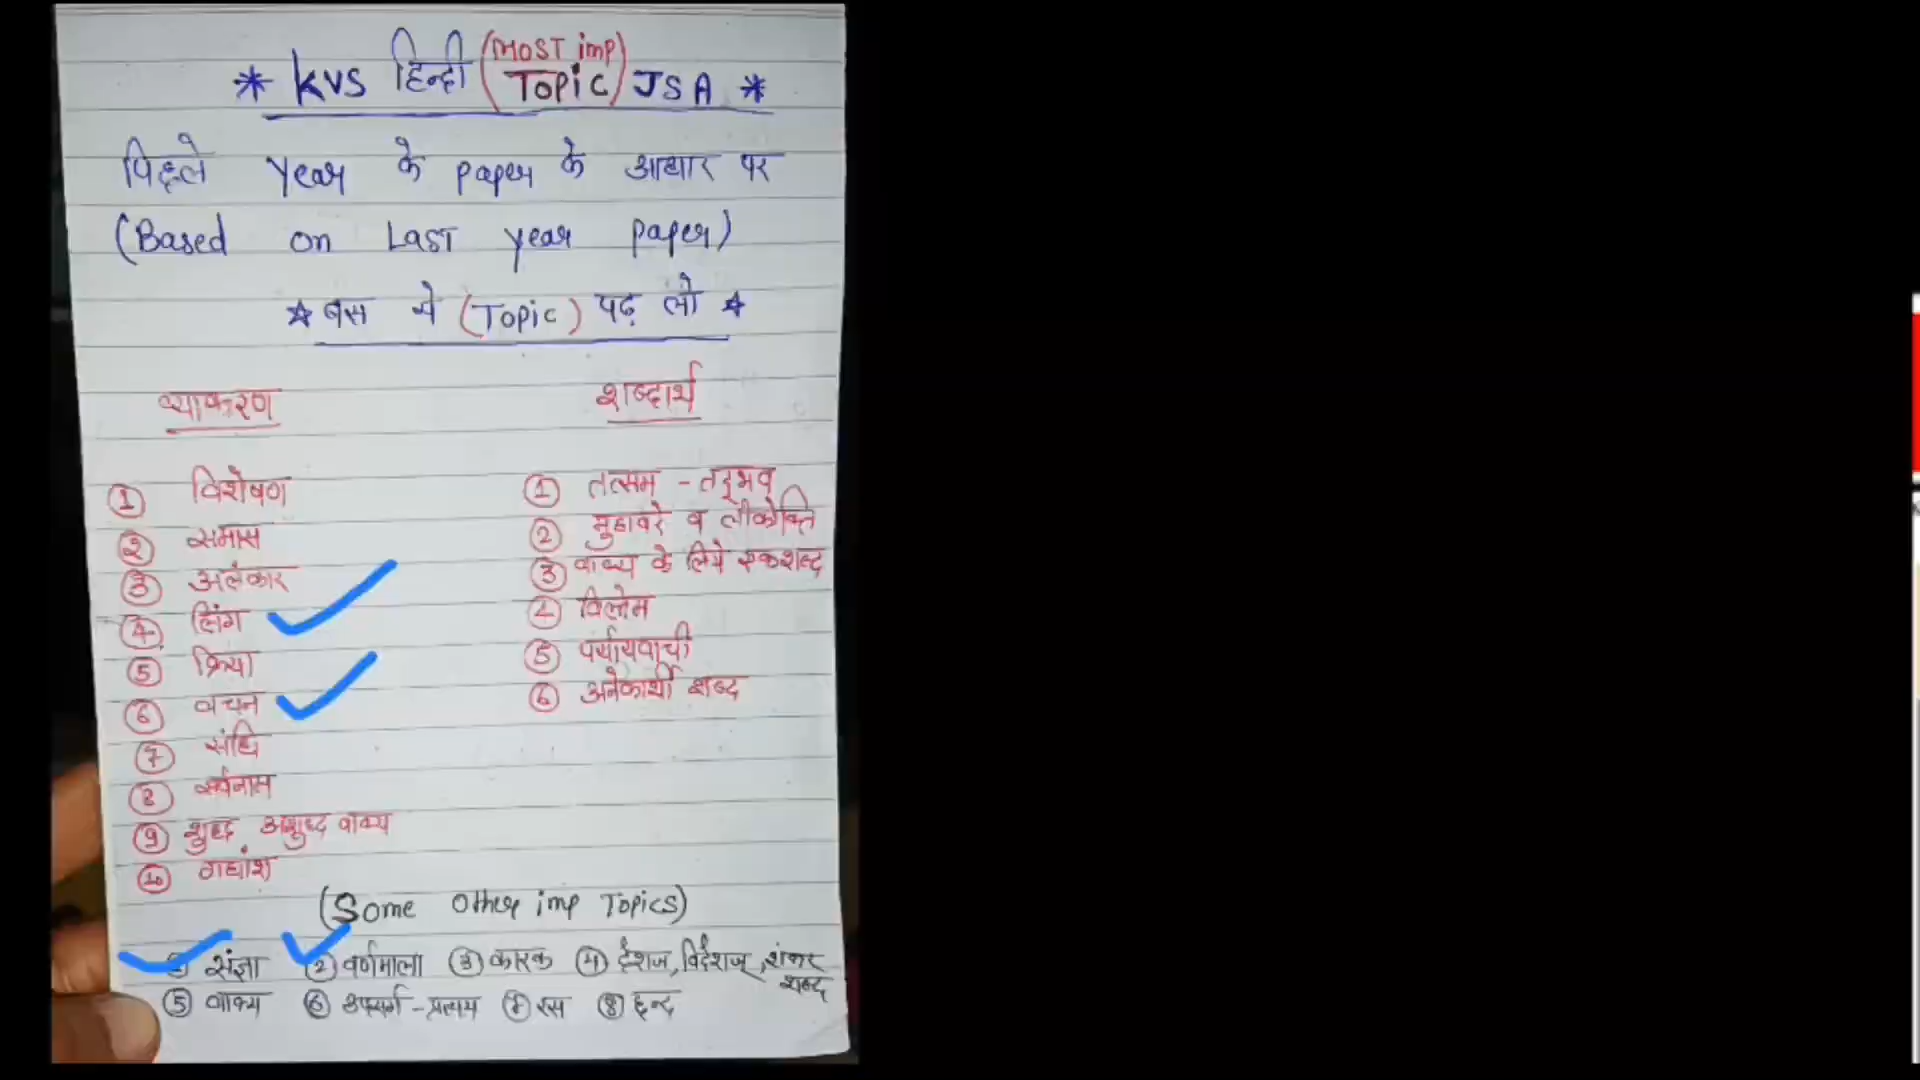 * KVS हिन्दी (MOST imp TOPIC) JSA *
पिछले Year के paper के आधार पर
(Based on Last year paper)
* बस ये (Topic) पढ़ लो *
व्याकरण
① विशेषण
② समास
③ अलंकार
④ लिंग
⑤ क्रिया
⑥ वचन
⑦ संधि
⑧ सर्वनाम
⑨ शुद्ध अशुद्ध वाक्य
⑩ गद्यांश
शब्दार्थ
① तत्सम - तद्भव
② मुहावरे व लोकोक्ति
③ वाक्य के लिये एकशब्द
④ विलोम
⑤ पर्यायवाची
⑥ अनेकार्थी शब्द
(Some Other imp Topics)
① संज्ञा ② वर्णमाला ③ कारक ④ देशज, विदेशज, शंकर शब्द
⑤ वाक्य ⑥ उपसर्ग - प्रत्यय ⑦ रस ⑧ छन्द